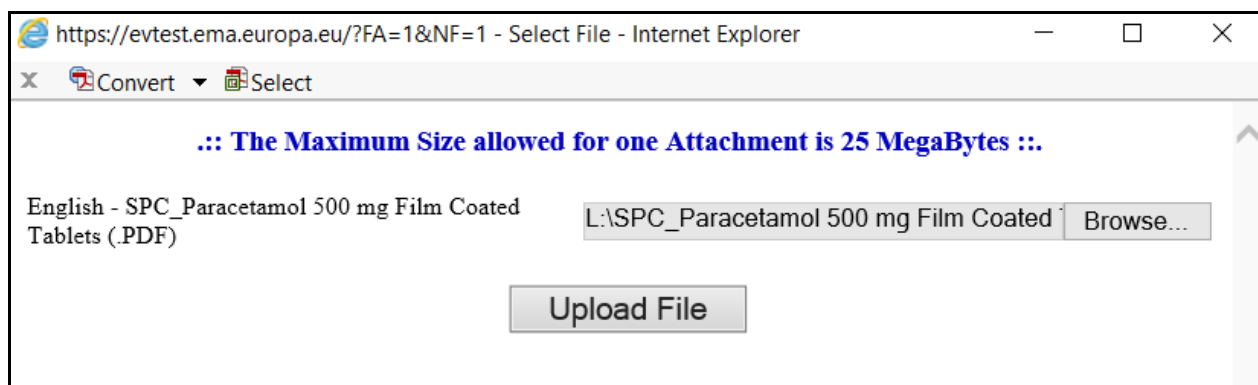 https://evtest.ema.europa.eu/?FA=1&NF=1 - Select File - Internet Explorer
Convert Select
.:: The Maximum Size allowed for one Attachment is 25 MegaBytes ::.
English - SPC_Paracetamol 500 mg Film Coated
Tablets (.PDF)
L:\SPC_Paracetamol 500 mg Film Coated
Browse...
Upload File